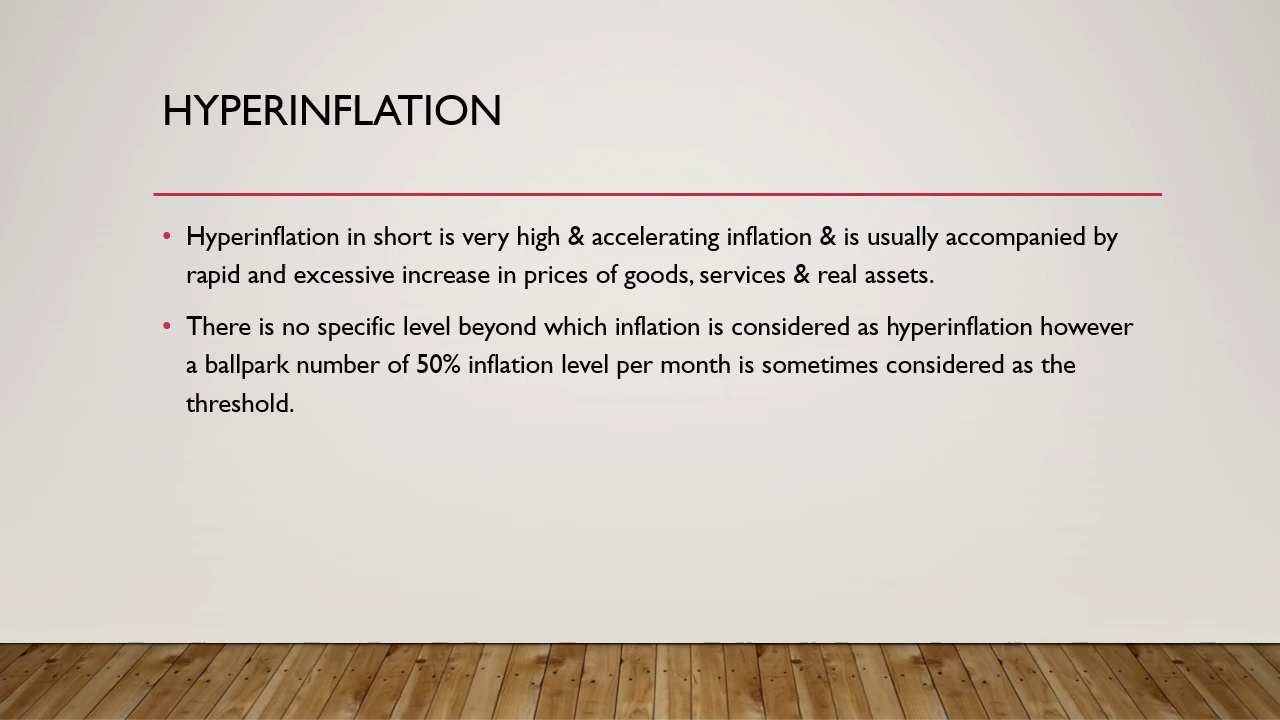 HYPERINFLATION
• Hyperinflation in short is very high & accelerating inflation & is usually accompanied by
rapid and excessive increase in prices of goods, services & real assets.
• There is no specific level beyond which inflation is considered as hyperinflation however
a ballpark number of 50% inflation level per month is sometimes considered as the
threshold.